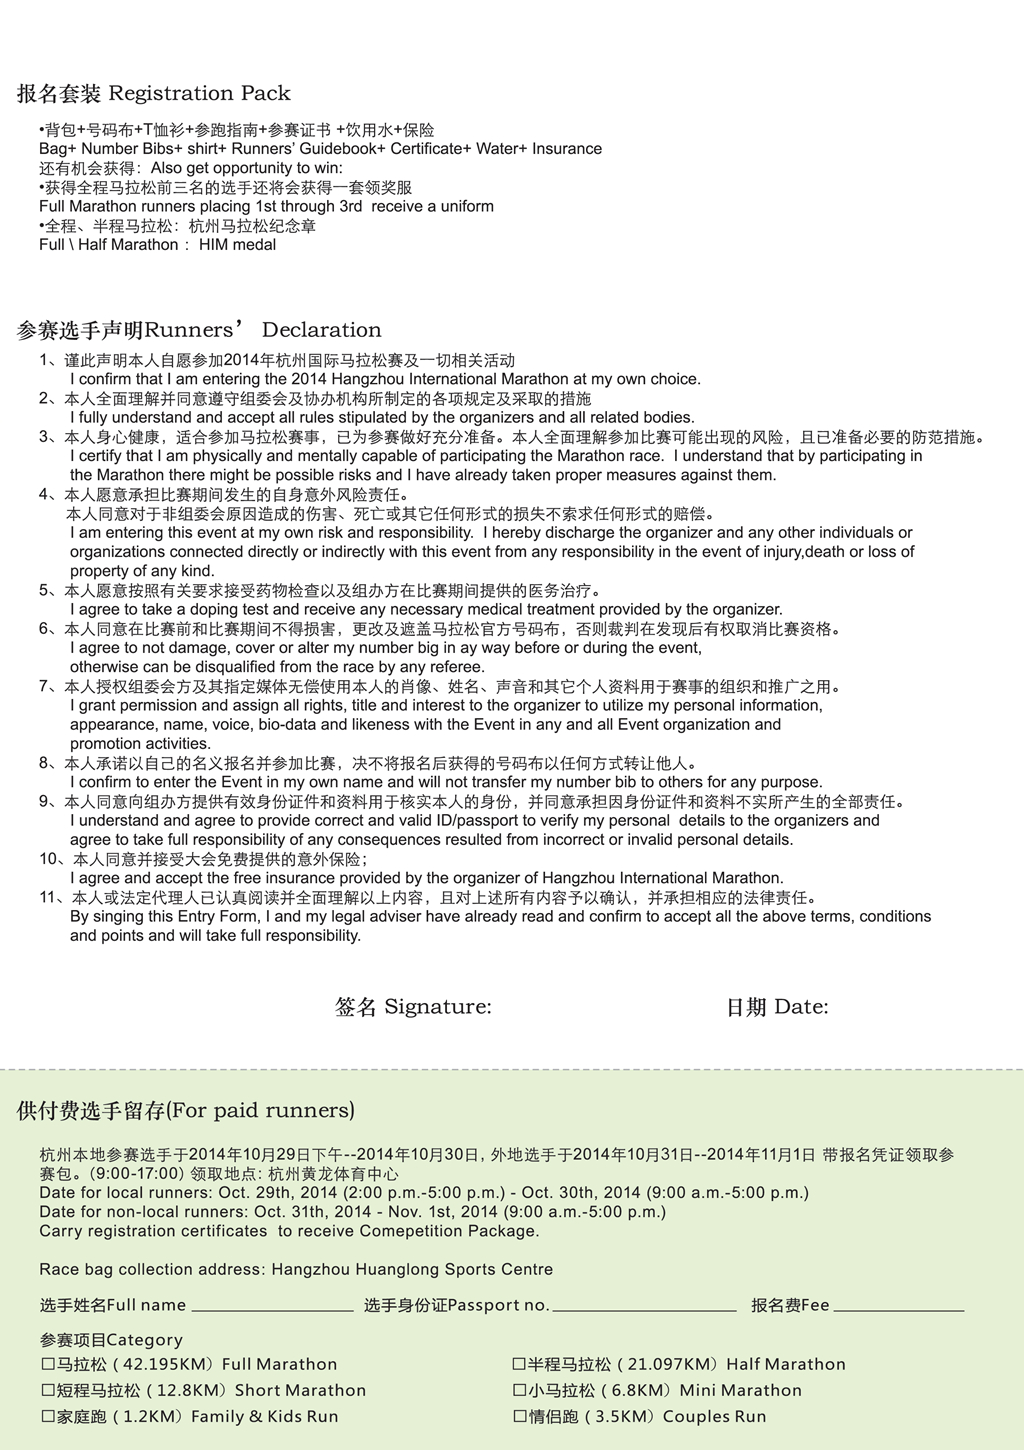 报名套装 Registration Pack
•背包+号码布+T恤衫+参跑指南+参赛证书 +饮用水+保险
Bag+ Number Bibs+ shirt+ Runners’ Guidebook+ Certificate+ Water+ Insurance
还有机会获得：Also get opportunity to win:
•获得全程马拉松前三名的选手还将会获得一套领奖服
Full Marathon runners placing 1st through 3rd  receive a uniform
•全程、半程马拉松：杭州马拉松纪念章
Full \ Half Marathon： HIM medal
参赛选手声明Runners’ Declaration
1、谨此声明本人自愿参加2014年杭州国际马拉松赛及一切相关活动
I confirm that I am entering the 2014 Hangzhou International Marathon at my own choice.
2、本人全面理解并同意遵守组委会及协办机构所制定的各项规定及采取的措施
I fully understand and accept all rules stipulated by the organizers and all related bodies.
3、本人身心健康，适合参加马拉松赛事，已为参赛做好充分准备。本人全面理解参加比赛可能出现的风险，且已准备必要的防范措施。
I certify that I am physically and mentally capable of participating the Marathon race.  I understand that by participating in
the Marathon there might be possible risks and I have already taken proper measures against them.
4、本人愿意承担比赛期间发生的自身意外风险责任。
本人同意对于非组委会原因造成的伤害、死亡或其它任何形式的损失不索求任何形式的赔偿。
I am entering this event at my own risk and responsibility.  I hereby discharge the organizer and any other individuals or
organizations connected directly or indirectly with this event from any responsibility in the event of injury,death or loss of
property of any kind.
5、本人愿意按照有关要求接受药物检查以及组办方在比赛期间提供的医务治疗。
I agree to take a doping test and receive any necessary medical treatment provided by the organizer.
6、本人同意在比赛前和比赛期间不得损害，更改及遮盖马拉松官方号码布，否则裁判在发现后有权取消比赛资格。
I agree to not damage, cover or alter my number big in ay way before or during the event,
otherwise can be disqualified from the race by any referee.
7、本人授权组委会方及其指定媒体无偿使用本人的肖像、姓名、声音和其它个人资料用于赛事的组织和推广之用。
I grant permission and assign all rights, title and interest to the organizer to utilize my personal information,
appearance, name, voice, bio-data and likeness with the Event in any and all Event organization and
promotion activities.
8、本人承诺以自己的名义报名并参加比赛，决不将报名后获得的号码布以任何方式转让他人。
I confirm to enter the Event in my own name and will not transfer my number bib to others for any purpose.
9、本人同意向组办方提供有效身份证件和资料用于核实本人的身份，并同意承担因身份证件和资料不实所产生的全部责任。
I understand and agree to provide correct and valid ID/passport to verify my personal  details to the organizers and
agree to take full responsibility of any consequences resulted from incorrect or invalid personal details.
10、本人同意并接受大会免费提供的意外保险；
I agree and accept the free insurance provided by the organizer of Hangzhou International Marathon.
11、本人或法定代理人已认真阅读并全面理解以上内容，且对上述所有内容予以确认，并承担相应的法律责任。
By singing this Entry Form, I and my legal adviser have already read and confirm to accept all the above terms, conditions
and points and will take full responsibility.
签名 Signature: 日期 Date:
供付费选手留存(For paid runners)
杭州本地参赛选手于2014年10月29日下午--2014年10月30日, 外地选手于2014年10月31日--2014年11月1日 带报名凭证领取参
赛包。（9:00-17:00）领取地点: 杭州黄龙体育中心
Date for local runners: Oct. 29th, 2014 (2:00 p.m.-5:00 p.m.) - Oct. 30th, 2014 (9:00 a.m.-5:00 p.m.)
Date for non-local runners: Oct. 31th, 2014 - Nov. 1st, 2014 (9:00 a.m.-5:00 p.m.)
Carry registration certificates  to receive Comepetition Package.
Race bag collection address: Hangzhou Huanglong Sports Centre
选手姓名Full name ________ 选手身份证Passport no.________ 报名费Fee ________
参赛项目Category
□马拉松（42.195KM）Full Marathon □半程马拉松（21.097KM）Half Marathon
□短程马拉松（12.8KM）Short Marathon □小马拉松（6.8KM）Mini Marathon
□家庭跑（1.2KM）Family & Kids Run □情侣跑（3.5KM）Couples Run